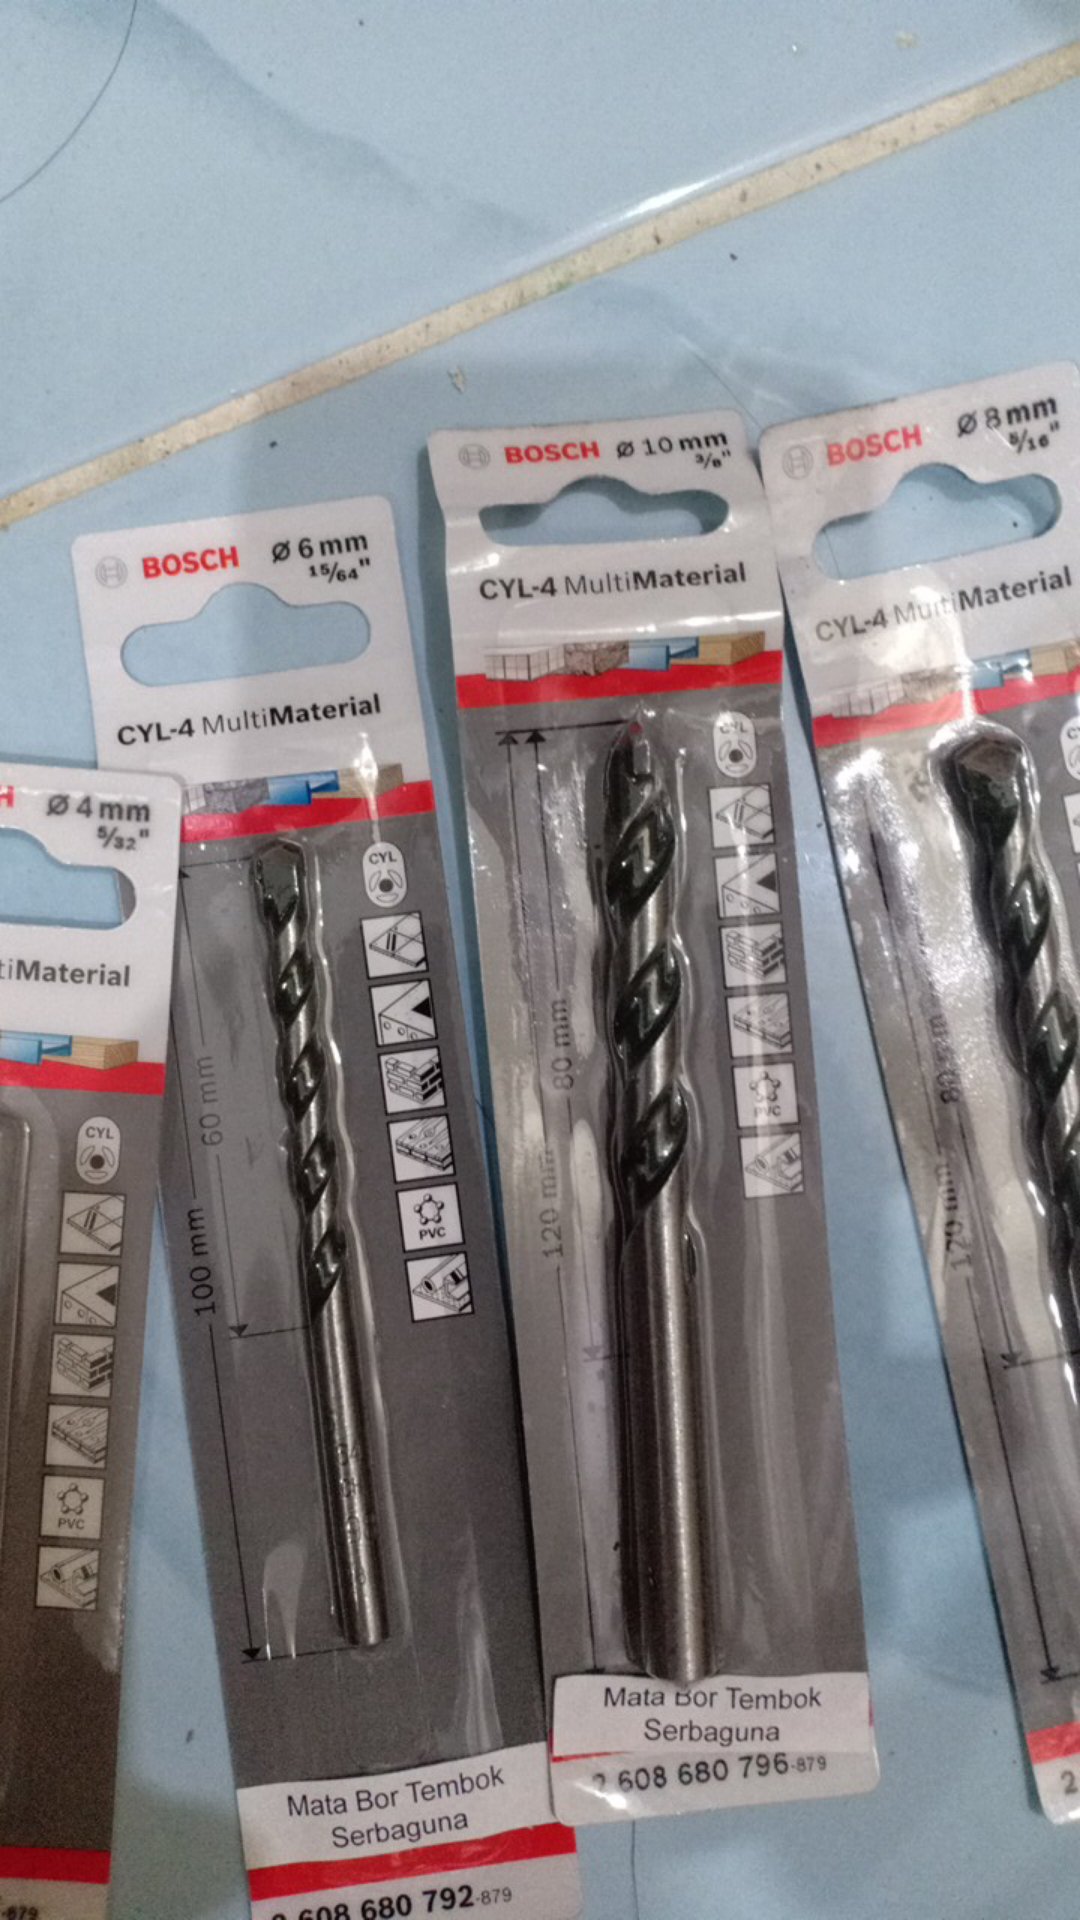 H Ø 4 mm
5/32"
tiMaterial
CYL
PVC
-879
BOSCH Ø 6 mm
15/64"
CYL-4 MultiMaterial
CYL
60 mm
100 mm
PVC
Mata Bor Tembok
Serbaguna
2 608 680 792-879
BOSCH Ø 10 mm
3/8"
CYL-4 MultiMaterial
CYL
80 mm
120 mm
PVC
Mata Bor Tembok
Serbaguna
2 608 680 796-879
BOSCH Ø 8 mm
5/16"
CYL-4 MultiMaterial
2